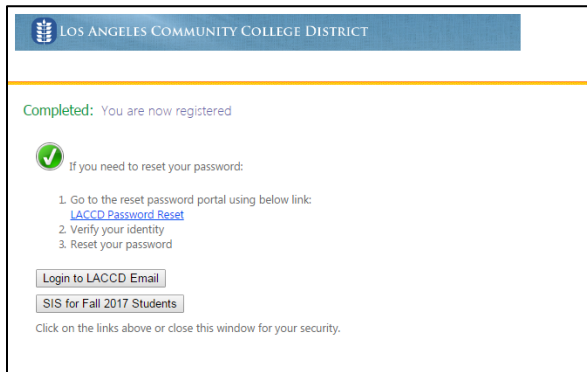 LOS ANGELES COMMUNITY COLLEGE DISTRICT
Completed: You are now registered
If you need to reset your password:
1. Go to the reset password portal using below link:
LACCD Password Reset
2. Verify your identity
3. Reset your password
Login to LACCD Email
SIS for Fall 2017 Students
Click on the links above or close this window for your security.